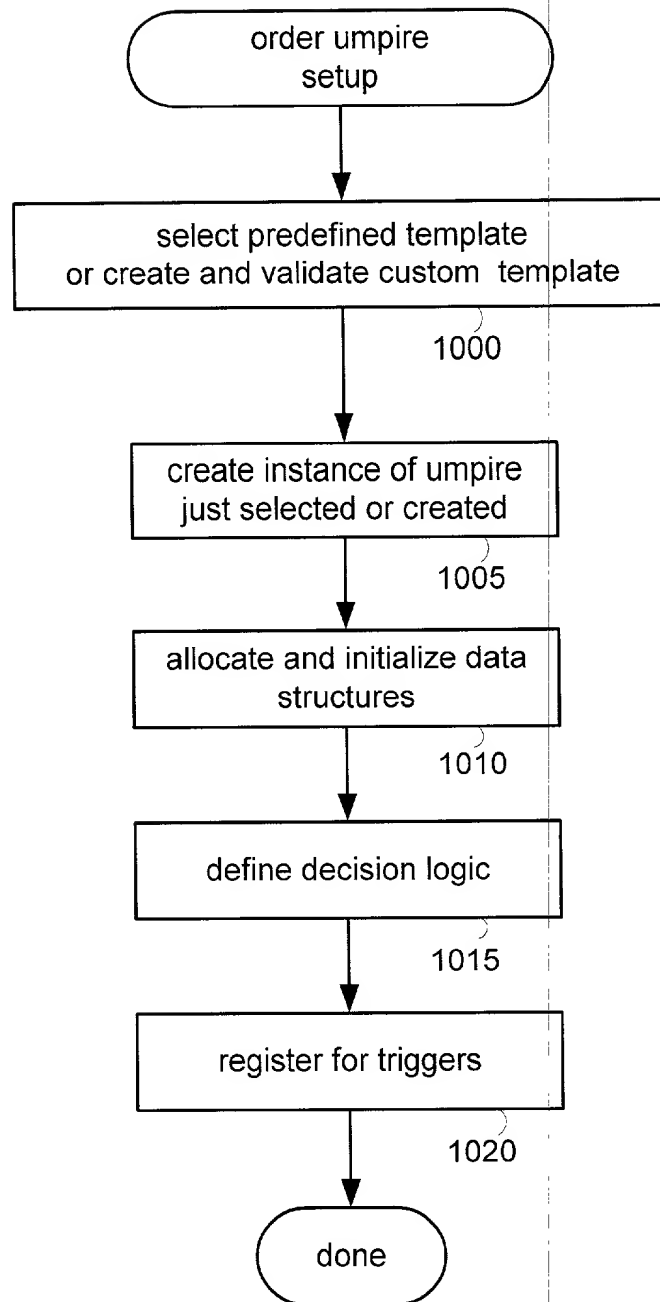 order umpire
setup
select predefined template
or create and validate custom template
1000
create instance of umpire
just selected or created
1005
allocate and initialize data
structures
1010
define decision logic
1015
register for triggers
1020
done